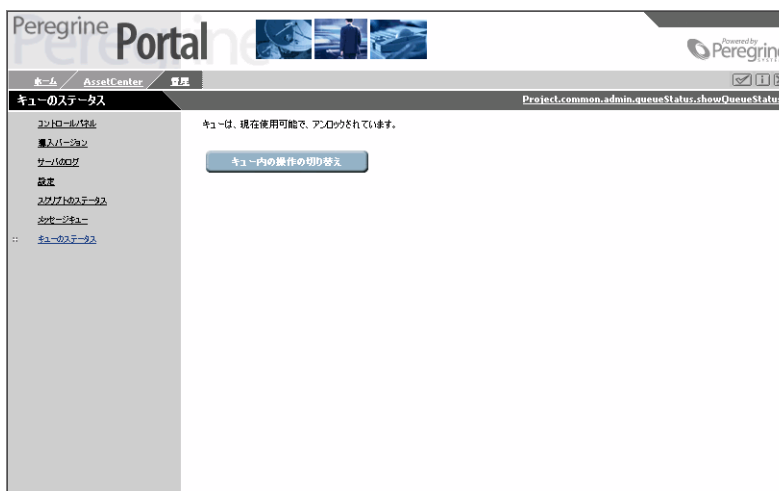 Peregrine Portal
Powered by
Peregrine
ホーム AssetCenter 管理
キューのステータス
Project.common.admin.queueStatus.showQueueStatus
コントロールパネル
導入バージョン
サーバのログ
設定
スクリプトのステータス
メッセージキュー
キューのステータス
キューは、現在使用可能で、アンロックされています。
キュー内の操作の切り替え